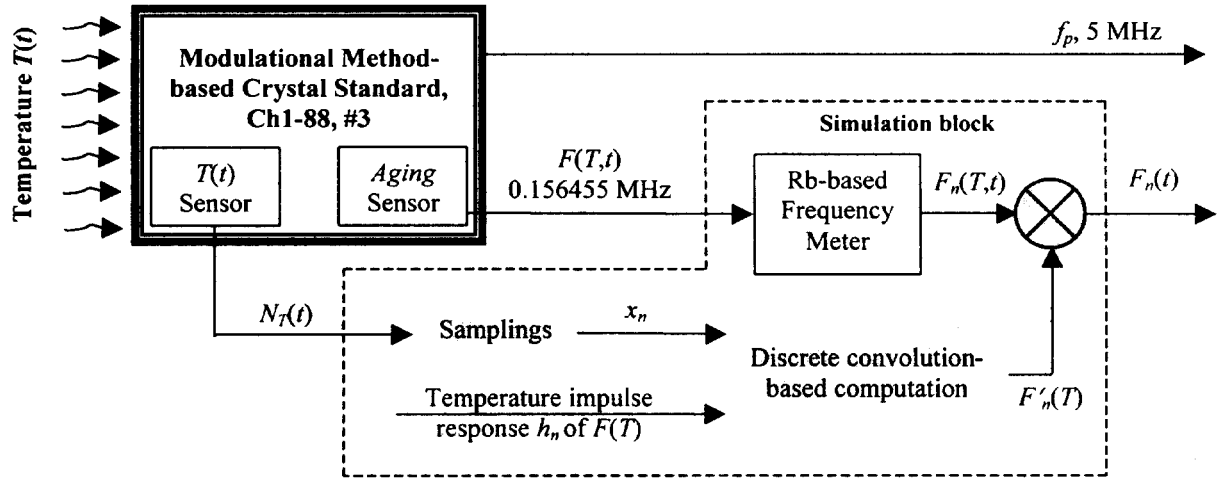 Temperature T(t)
Modulational Method-
based Crystal Standard,
Ch1-88, #3
T(t)
Sensor
Aging
Sensor
f_p, 5 MHz
Simulation block
F(T,t)
0.156455 MHz
Rb-based
Frequency
Meter
F_n(T,t)
F_n(t)
N_T(t)
Samplings
x_n
Discrete convolution-
based computation
F'_n(T)
Temperature impulse
response h_n of F(T)